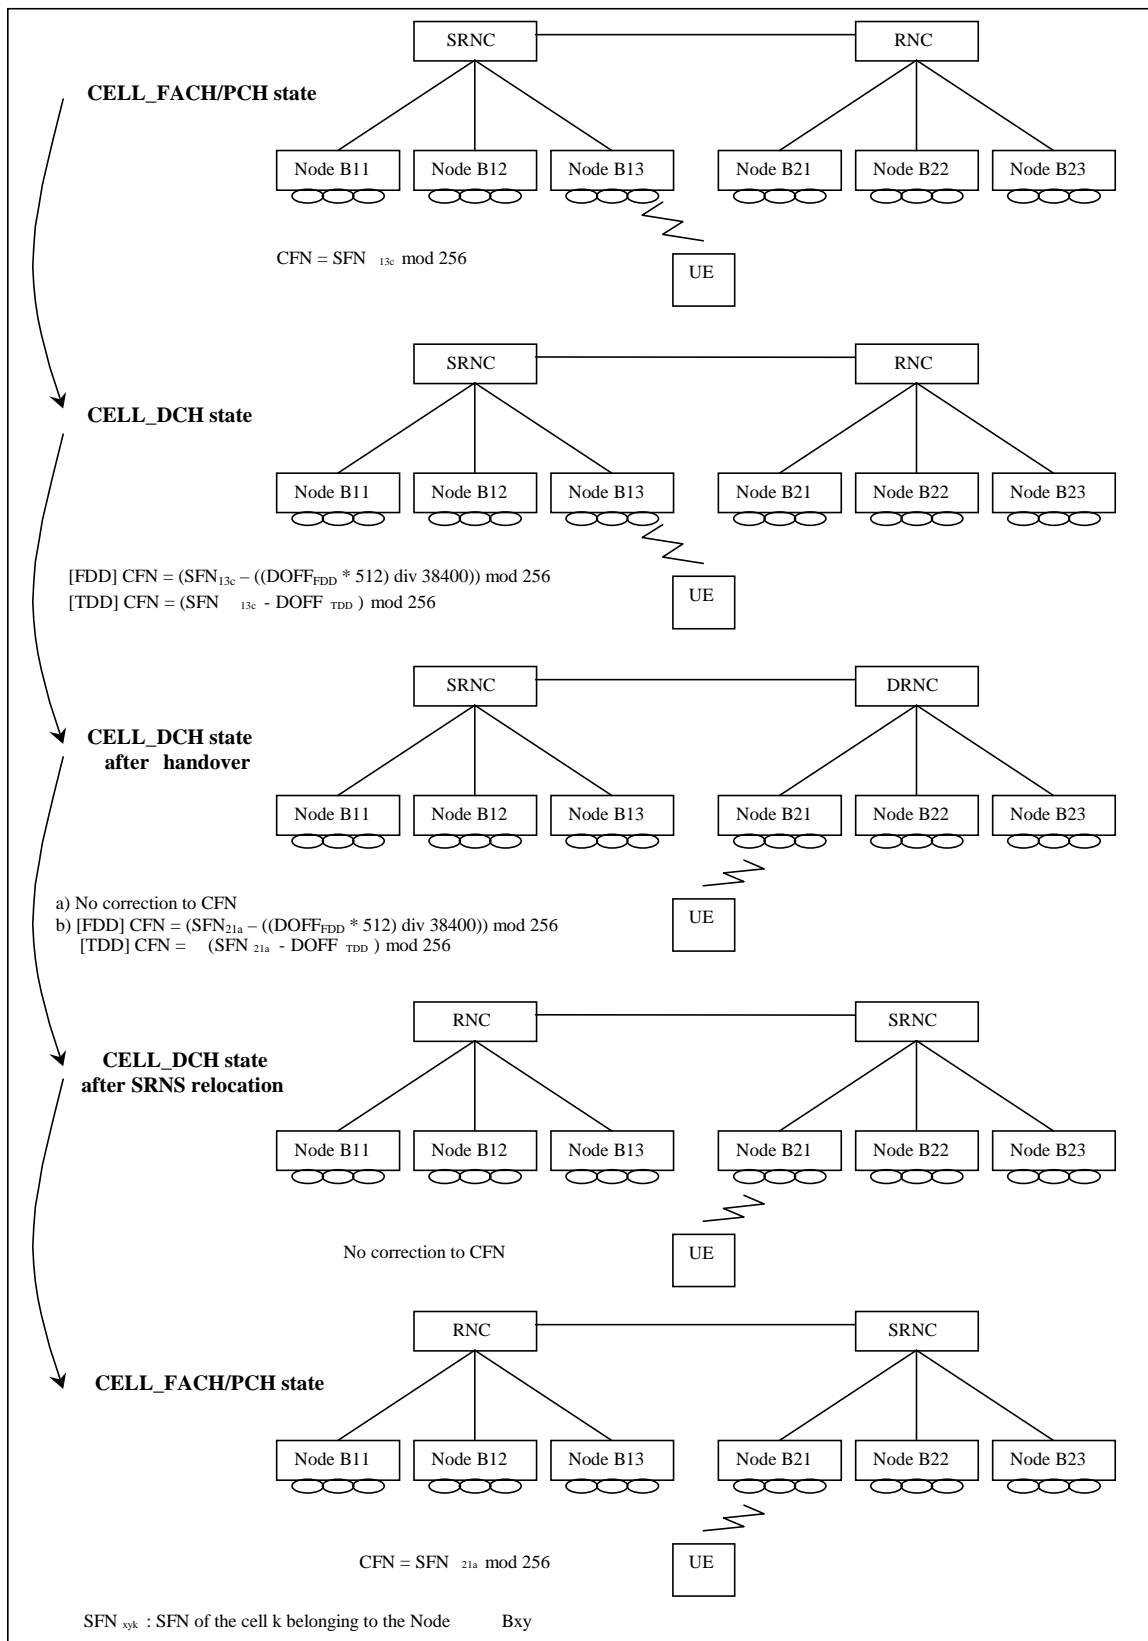 SRNC RNC
CELL_FACH/PCH state
Node B11 Node B12 Node B13 Node B21 Node B22 Node B23
CFN = SFN 13c mod 256
UE
SRNC RNC
CELL_DCH state
Node B11 Node B12 Node B13 Node B21 Node B22 Node B23
[FDD] CFN = (SFN13c – ((DOFFFDD * 512) div 38400)) mod 256
[TDD] CFN = (SFN 13c - DOFF TDD ) mod 256
UE
SRNC DRNC
CELL_DCH state
after handover
Node B11 Node B12 Node B13 Node B21 Node B22 Node B23
a) No correction to CFN
UE
b) [FDD] CFN = (SFN21a – ((DOFFFDD * 512) div 38400)) mod 256
[TDD] CFN = (SFN 21a - DOFF TDD ) mod 256
RNC SRNC
CELL_DCH state
after SRNS relocation
Node B11 Node B12 Node B13 Node B21 Node B22 Node B23
No correction to CFN UE
RNC SRNC
CELL_FACH/PCH state
Node B11 Node B12 Node B13 Node B21 Node B22 Node B23
CFN = SFN 21a mod 256 UE
SFN xyk : SFN of the cell k belonging to the Node Bxy